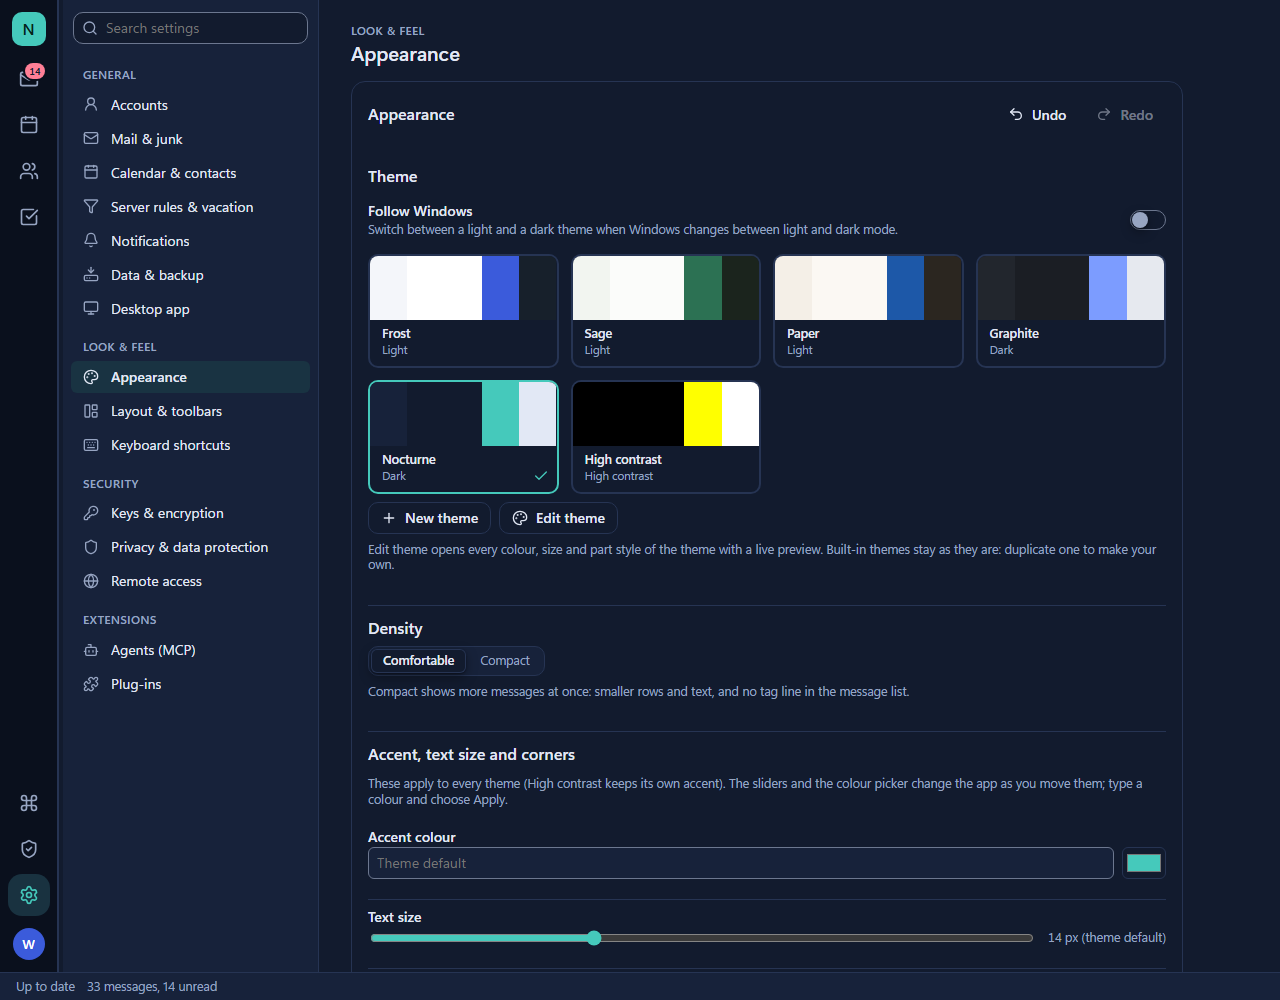 N
14
W
Search settings
GENERAL
Accounts
Mail & junk
Calendar & contacts
Server rules & vacation
Notifications
Data & backup
Desktop app
LOOK & FEEL
Appearance
Layout & toolbars
Keyboard shortcuts
SECURITY
Keys & encryption
Privacy & data protection
Remote access
EXTENSIONS
Agents (MCP)
Plug-ins
LOOK & FEEL
Appearance
Appearance
Undo
Redo
Theme
Follow Windows
Switch between a light and a dark theme when Windows changes between light and dark mode.
Frost
Light
Sage
Light
Paper
Light
Graphite
Dark
Nocturne
Dark
High contrast
High contrast
New theme
Edit theme
Edit theme opens every colour, size and part style of the theme with a live preview. Built-in themes stay as they are: duplicate one to make your
own.
Density
Comfortable
Compact
Compact shows more messages at once: smaller rows and text, and no tag line in the message list.
Accent, text size and corners
These apply to every theme (High contrast keeps its own accent). The sliders and the colour picker change the app as you move them; type a
colour and choose Apply.
Accent colour
Theme default
Text size
14 px (theme default)
Up to date
33 messages, 14 unread